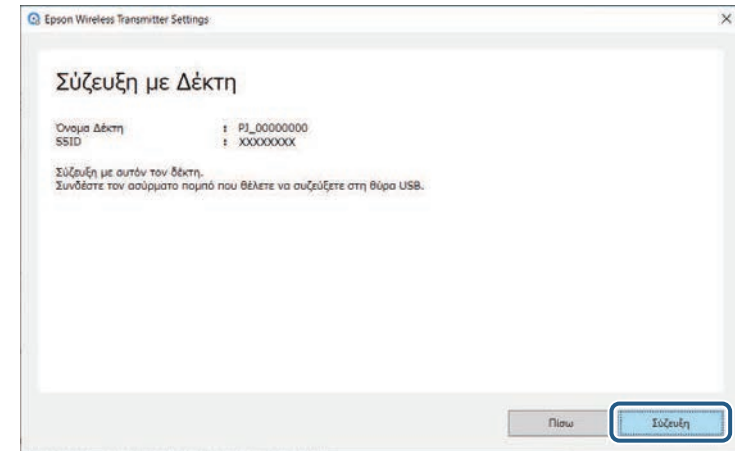 Epson Wireless Transmitter Settings
Σύζευξη με Δέκτη
Όνομα Δέκτη : PJ_00000000
SSID : XXXXXXXX
Σύζευξη με αυτόν τον δέκτη.
Συνδέστε τον ασύρματο πομπό που θέλετε να συζεύξετε στη θύρα USB.
Πίσω Σύζευξη